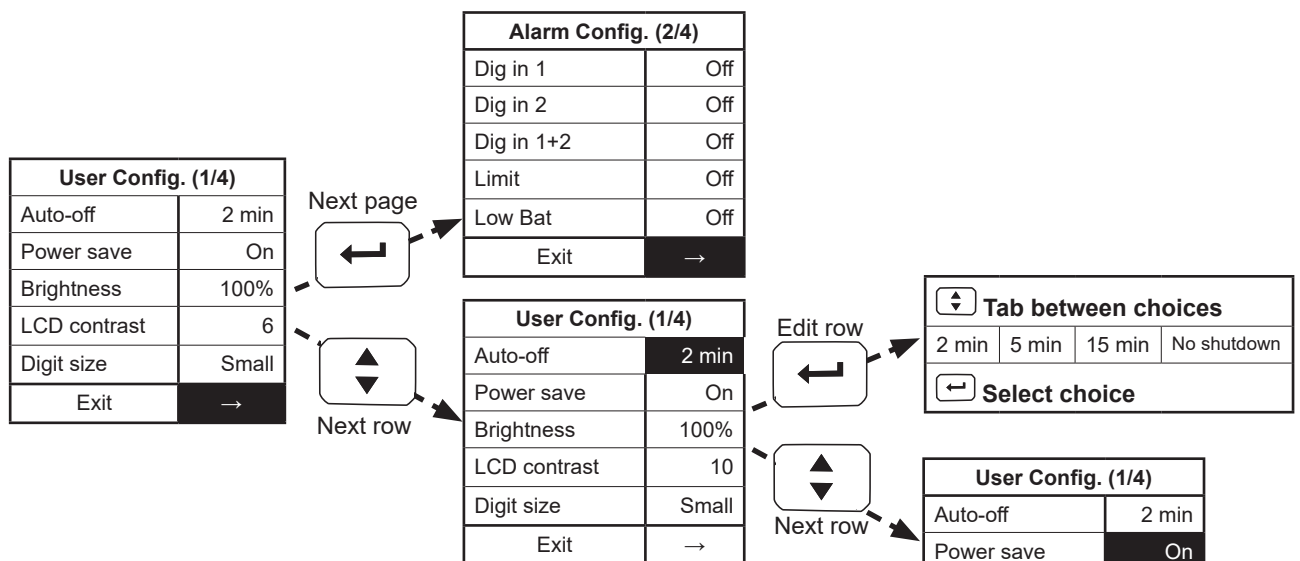 Alarm Config. (2/4)
Dig in 1 Off
Dig in 2 Off
Dig in 1+2 Off
Limit Off
Low Bat Off
Exit →
User Config. (1/4)
Auto-off 2 min
Power save On
Brightness 100%
LCD contrast 6
Digit size Small
Exit →
Next page
Next row
User Config. (1/4)
Auto-off 2 min
Power save On
Brightness 100%
LCD contrast 10
Digit size Small
Exit →
Edit row
Next row
Tab between choices
2 min 5 min 15 min No shutdown
Select choice
User Config. (1/4)
Auto-off 2 min
Power save On